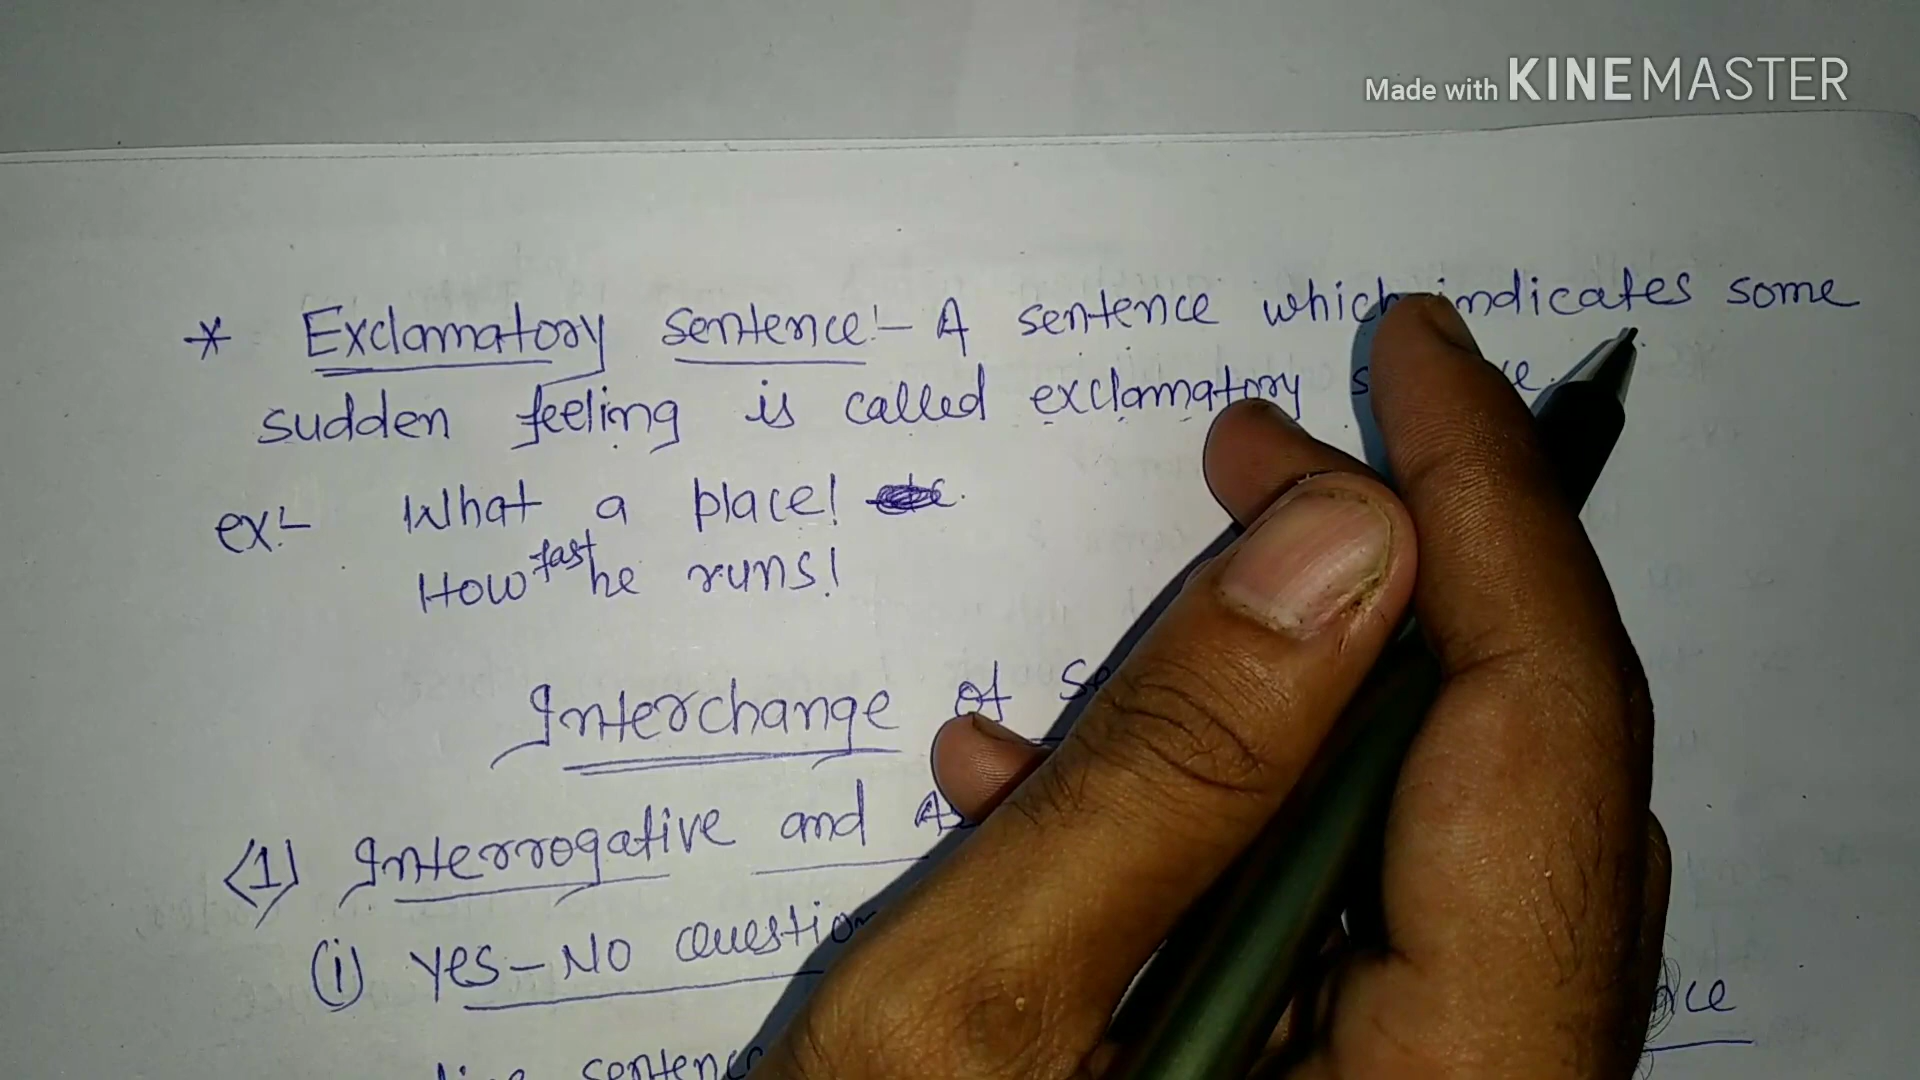 Made with KINEMASTER
* Exclamatory sentence:- A sentence which indicates some
sudden feeling is called exclamatory
ex:- What a place!
How fast he runs!
Interchange of
(1) Interrogative and
(i) Yes-No question
sentence